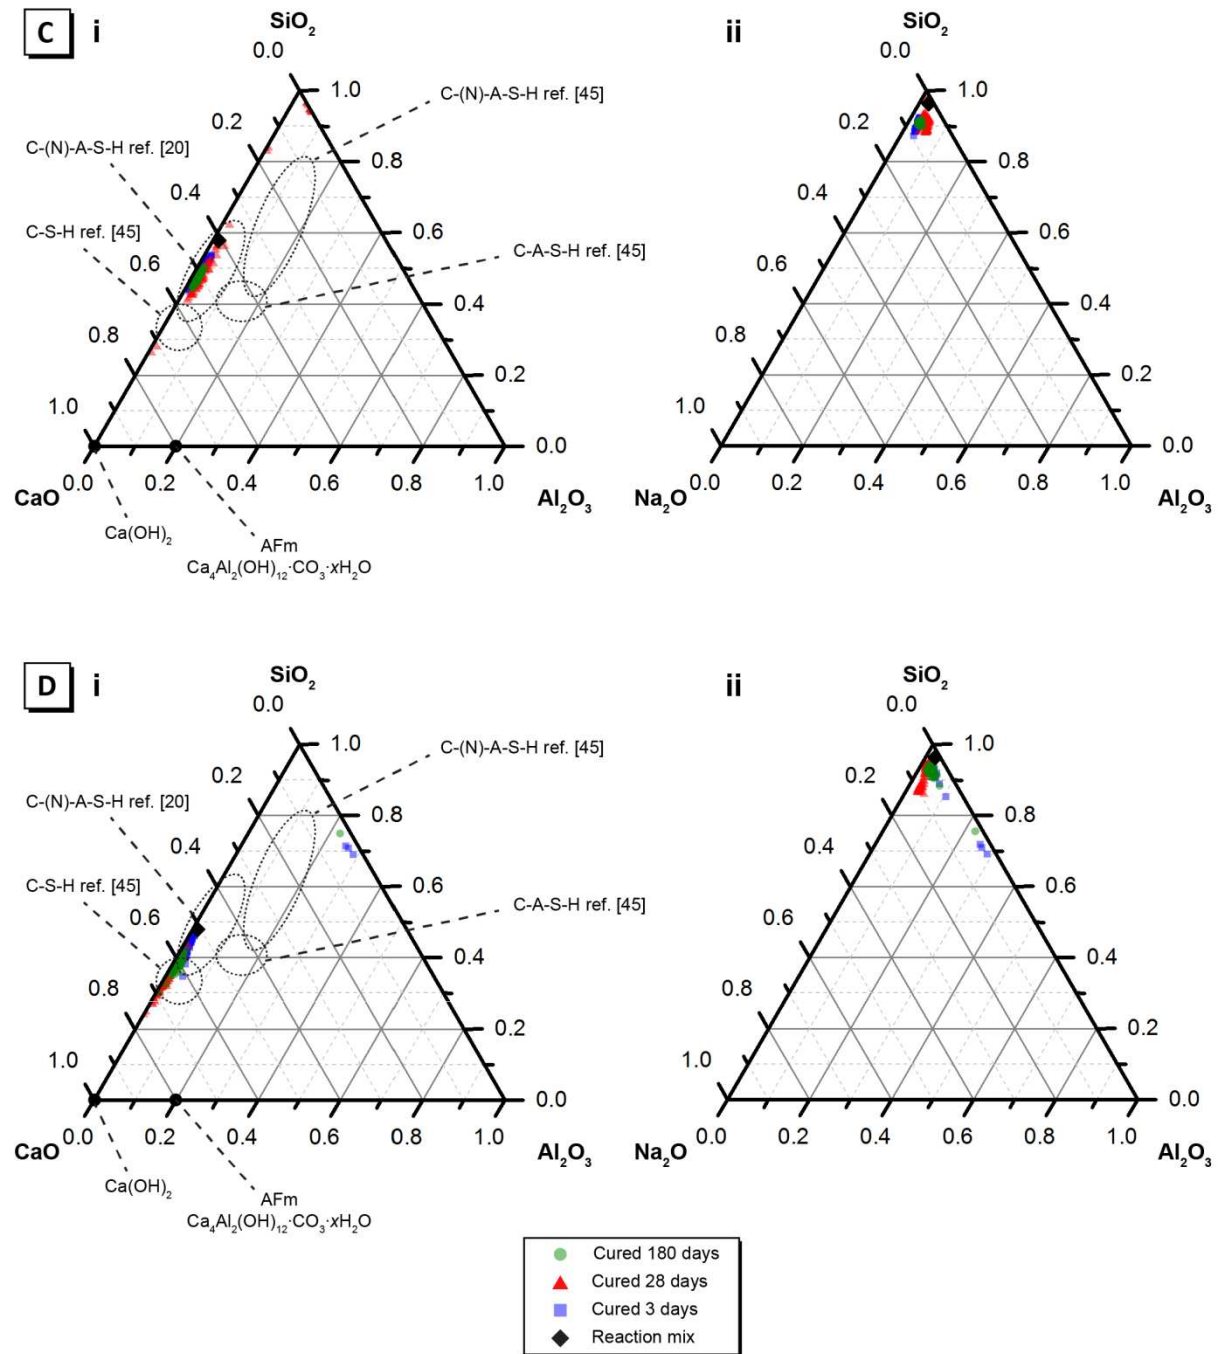 C i ii
SiO2
0.0
1.0
C-(N)-A-S-H ref. [45]
0.2
C-(N)-A-S-H ref. [20]
0.8
0.4
C-S-H ref. [45]
0.6
C-A-S-H ref. [45]
0.6
0.4
0.8
0.2
1.0
0.0
0.0 0.2 0.4 0.6 0.8 1.0
CaO Al2O3
Ca(OH)2
AFm
Ca4Al2(OH)12·CO3·xH2O
SiO2
0.0
1.0
0.2
0.8
0.4
0.6
0.6
0.4
0.8
0.2
1.0
0.0
0.0 0.2 0.4 0.6 0.8 1.0
Na2O Al2O3
D i ii
SiO2
0.0
1.0
C-(N)-A-S-H ref. [45]
0.2
C-(N)-A-S-H ref. [20]
0.8
0.4
C-S-H ref. [45]
0.6
C-A-S-H ref. [45]
0.6
0.4
0.8
0.2
1.0
0.0
0.0 0.2 0.4 0.6 0.8 1.0
CaO Al2O3
Ca(OH)2
AFm
Ca4Al2(OH)12·CO3·xH2O
SiO2
0.0
1.0
0.2
0.8
0.4
0.6
0.6
0.4
0.8
0.2
1.0
0.0
0.0 0.2 0.4 0.6 0.8 1.0
Na2O Al2O3
Cured 180 days
Cured 28 days
Cured 3 days
Reaction mix